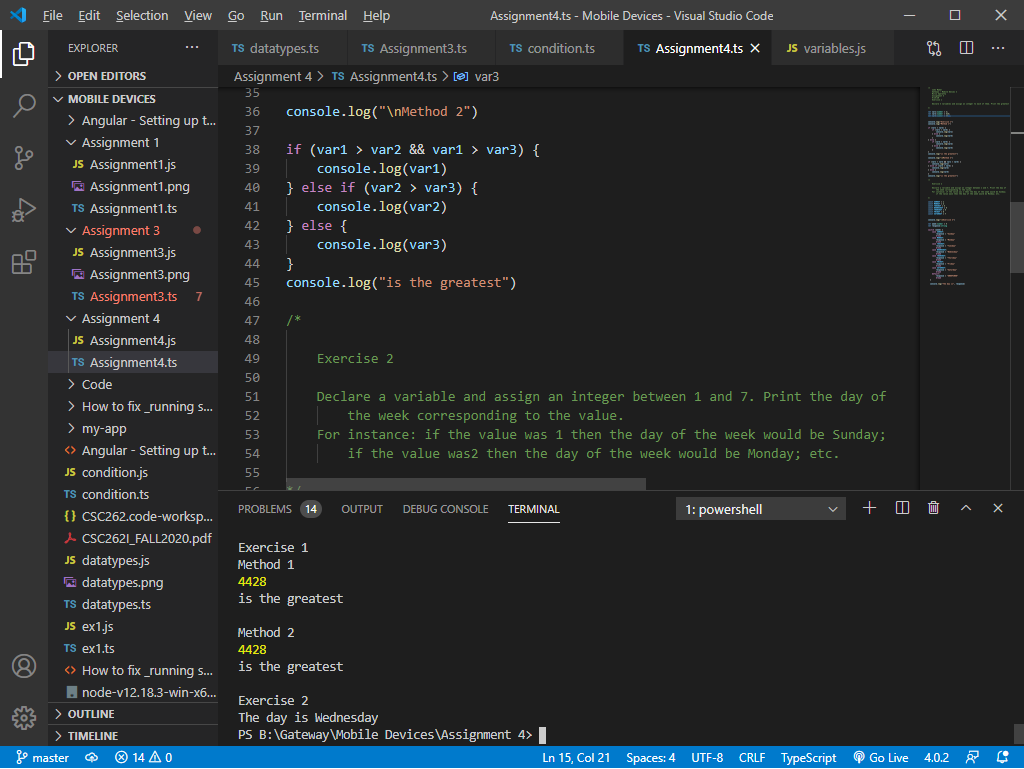 File Edit Selection View Go Run Terminal Help Assignment4.ts - Mobile Devices - Visual Studio Code
EXPLORER
OPEN EDITORS
MOBILE DEVICES
Angular - Setting up t...
Assignment 1
JS Assignment1.js
Assignment1.png
TS Assignment1.ts
Assignment 3
JS Assignment3.js
Assignment3.png
TS Assignment3.ts 7
Assignment 4
JS Assignment4.js
TS Assignment4.ts
Code
How to fix _running s...
my-app
Angular - Setting up t...
JS condition.js
TS condition.ts
{} CSC262.code-worksp...
CSC262I_FALL2020.pdf
JS datatypes.js
datatypes.png
TS datatypes.ts
JS ex1.js
TS ex1.ts
How to fix _running s...
node-v12.18.3-win-x6...
OUTLINE
TIMELINE
TS datatypes.ts TS Assignment3.ts TS condition.ts TS Assignment4.ts JS variables.js
Assignment 4 > TS Assignment4.ts > var3
35
36 console.log("\nMethod 2")
37
38 if (var1 > var2 && var1 > var3) {
39 console.log(var1)
40 } else if (var2 > var3) {
41 console.log(var2)
42 } else {
43 console.log(var3)
44 }
45 console.log("is the greatest")
46
47 /*
48
49 Exercise 2
50
51 Declare a variable and assign an integer between 1 and 7. Print the day of
52 the week corresponding to the value.
53 For instance: if the value was 1 then the day of the week would be Sunday;
54 if the value was2 then the day of the week would be Monday; etc.
55
56 */
PROBLEMS 14 OUTPUT DEBUG CONSOLE TERMINAL 1: powershell
Exercise 1
Method 1
4428
is the greatest
Method 2
4428
is the greatest
Exercise 2
The day is Wednesday
PS B:\Gateway\Mobile Devices\Assignment 4>
master 14 0 Ln 15, Col 21 Spaces: 4 UTF-8 CRLF TypeScript Go Live 4.0.2